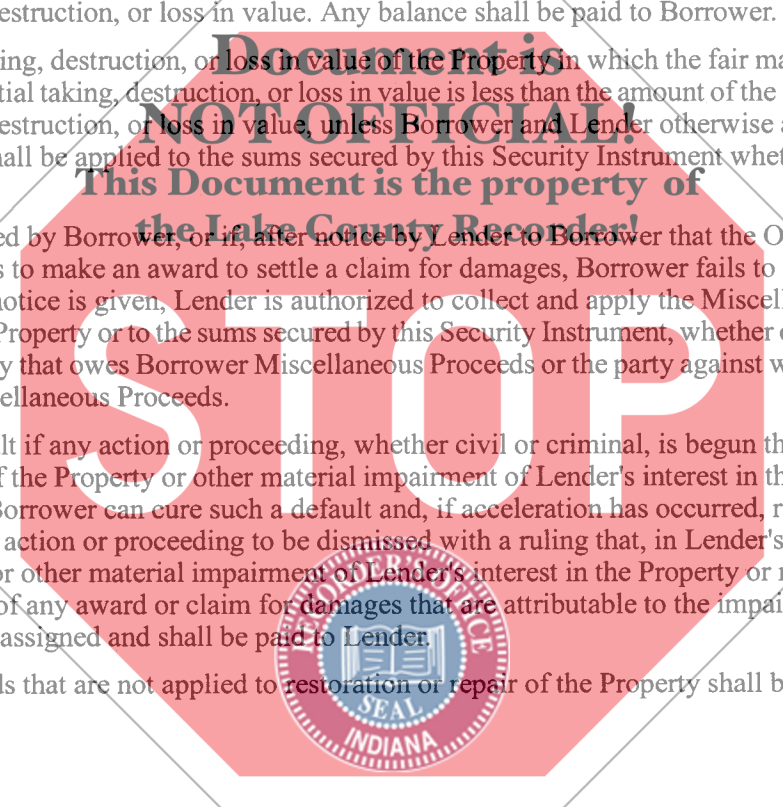 estruction, or loss in value. Any balance shall be paid to Borrower.
Document is
ing, destruction, or loss in value of the Property in which the fair ma
tial taking, destruction, or loss in value is less than the amount of the
NOT OFFICIAL!
estruction, or loss in value, unless Borrower and Lender otherwise
all be applied to the sums secured by this Security Instrument whet
This Document is the property of
the Lake County Recorder!
ed by Borrower, or if, after notice by Lender to Borrower that the O
s to make an award to settle a claim for damages, Borrower fails to
notice is given, Lender is authorized to collect and apply the Miscel
Property or to the sums secured by this Security Instrument, whether
y that owes Borrower Miscellaneous Proceeds or the party against w
ellaneous Proceeds.
STOP
lt if any action or proceeding, whether civil or criminal, is begun th
f the Property or other material impairment of Lender's interest in th
Borrower can cure such a default and, if acceleration has occurred, r
action or proceeding to be dismissed with a ruling that, in Lender's
or other material impairment of Lender's interest in the Property or
of any award or claim for damages that are attributable to the impai
assigned and shall be paid to Lender.
ds that are not applied to restoration or repair of the Property shall b
RECORDER'S OFFICE
SEAL
INDIANA